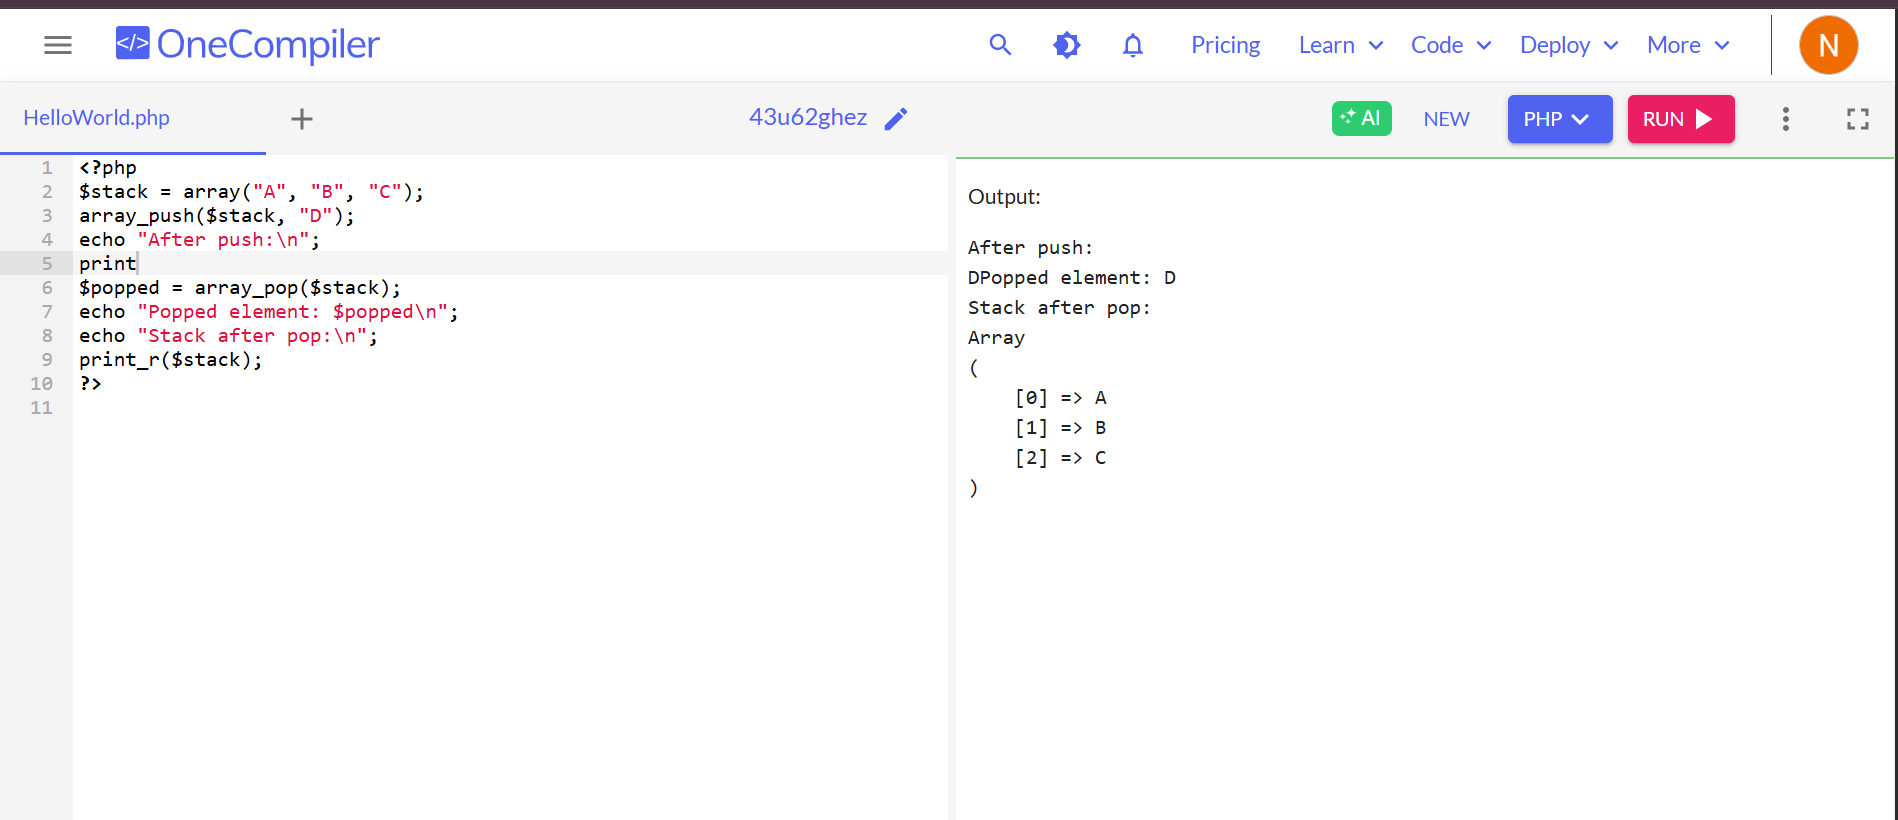 </> OneCompiler
Pricing Learn Code Deploy More N
HelloWorld.php + 43u62ghez AI NEW PHP RUN
1 <?php
2 $stack = array("A", "B", "C");
3 array_push($stack, "D");
4 echo "After push:\n";
5 print
6 $popped = array_pop($stack);
7 echo "Popped element: $popped\n";
8 echo "Stack after pop:\n";
9 print_r($stack);
10 ?>
11
Output:
After push:
DPopped element: D
Stack after pop:
Array
(
    [0] => A
    [1] => B
    [2] => C
)